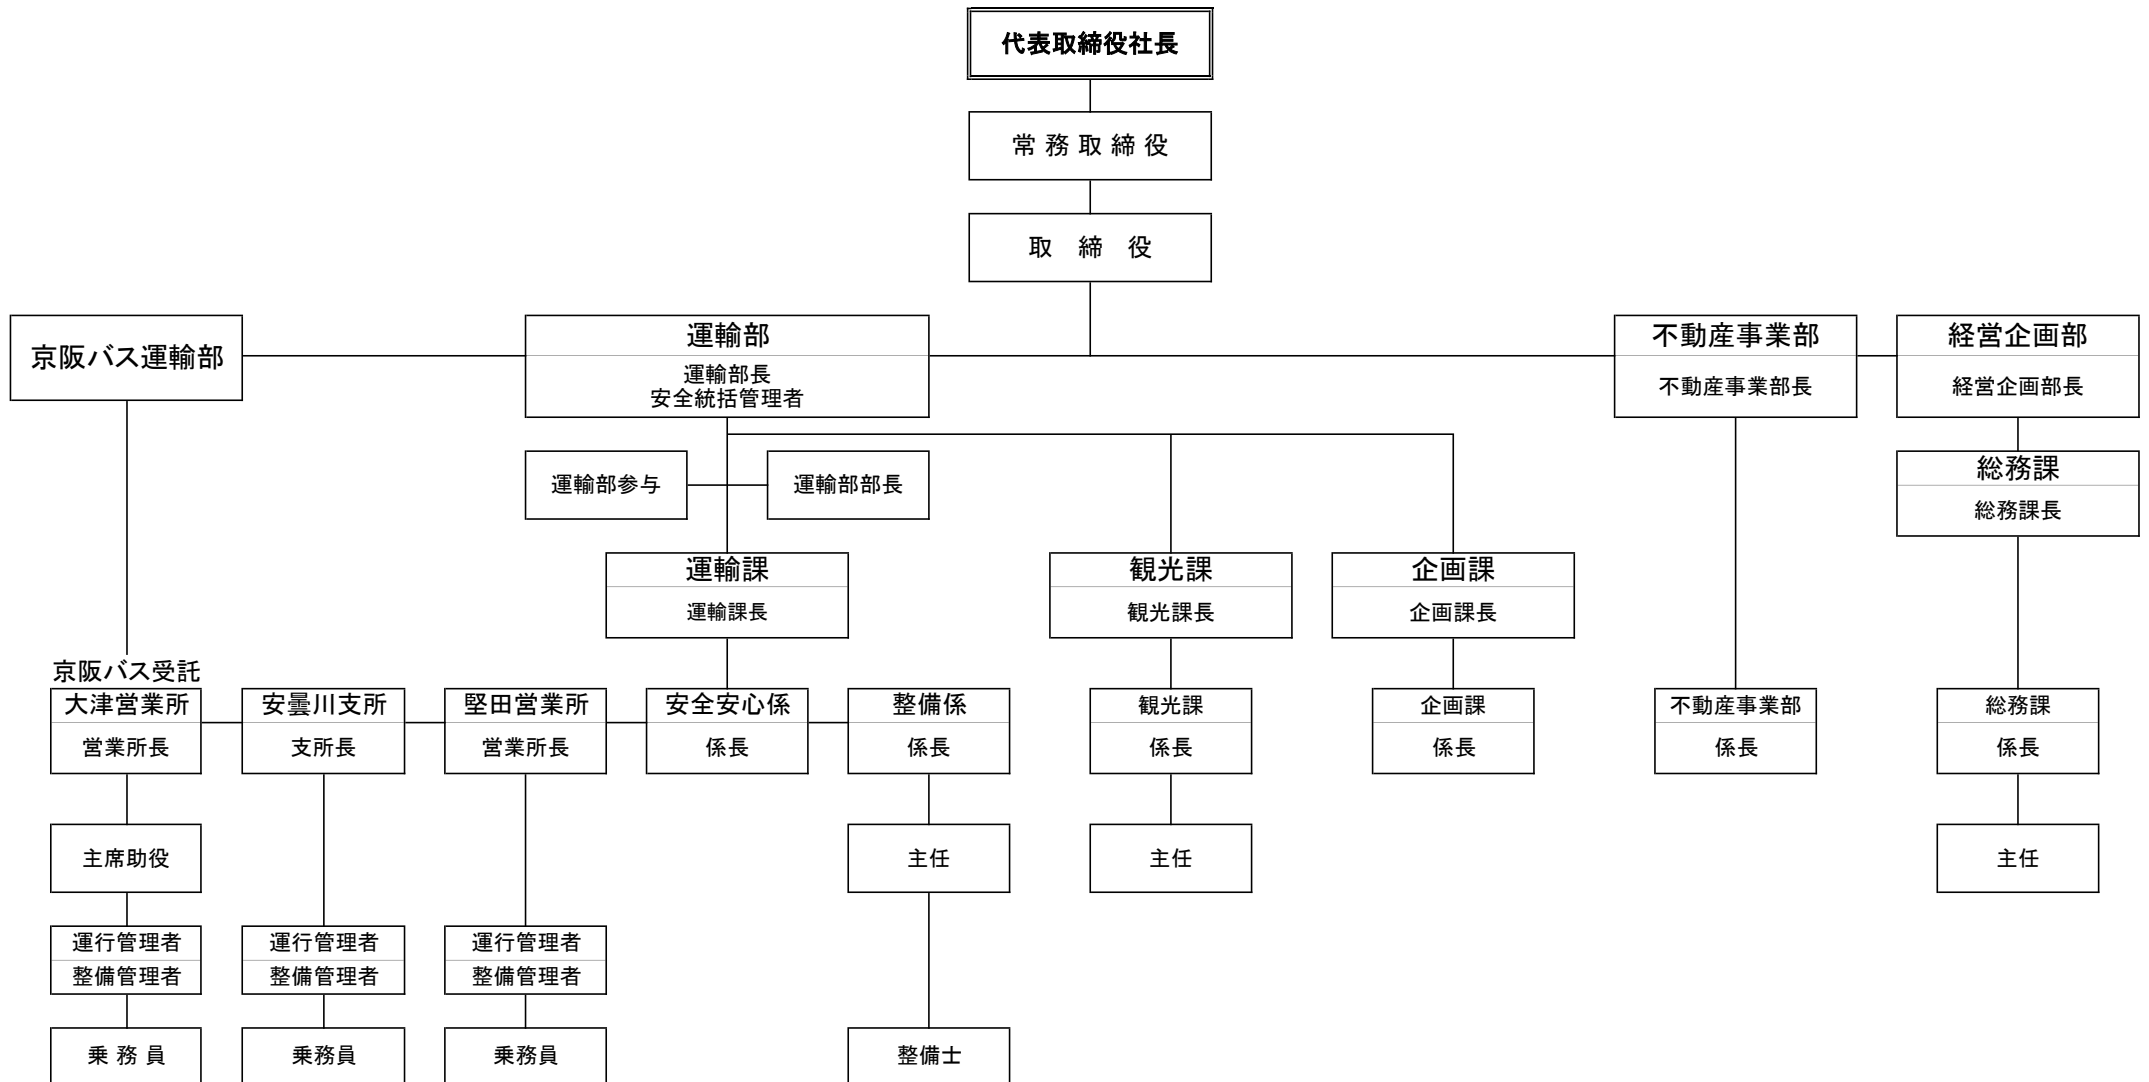 代表取締役社長
常務取締役
取　締　役
京阪バス運輸部
運輸部
運輸部長
安全統括管理者
不動産事業部
不動産事業部長
経営企画部
経営企画部長
運輸部参与
運輸部部長
総務課
総務課長
運輸課
運輸課長
観光課
観光課長
企画課
企画課長
京阪バス受託
大津営業所
営業所長
安曇川支所
支所長
堅田営業所
営業所長
安全安心係
係長
整備係
係長
観光課
係長
企画課
係長
不動産事業部
係長
総務課
係長
主席助役
主任
主任
主任
運行管理者
整備管理者
運行管理者
整備管理者
運行管理者
整備管理者
乗 務 員
乗務員
乗務員
整備士